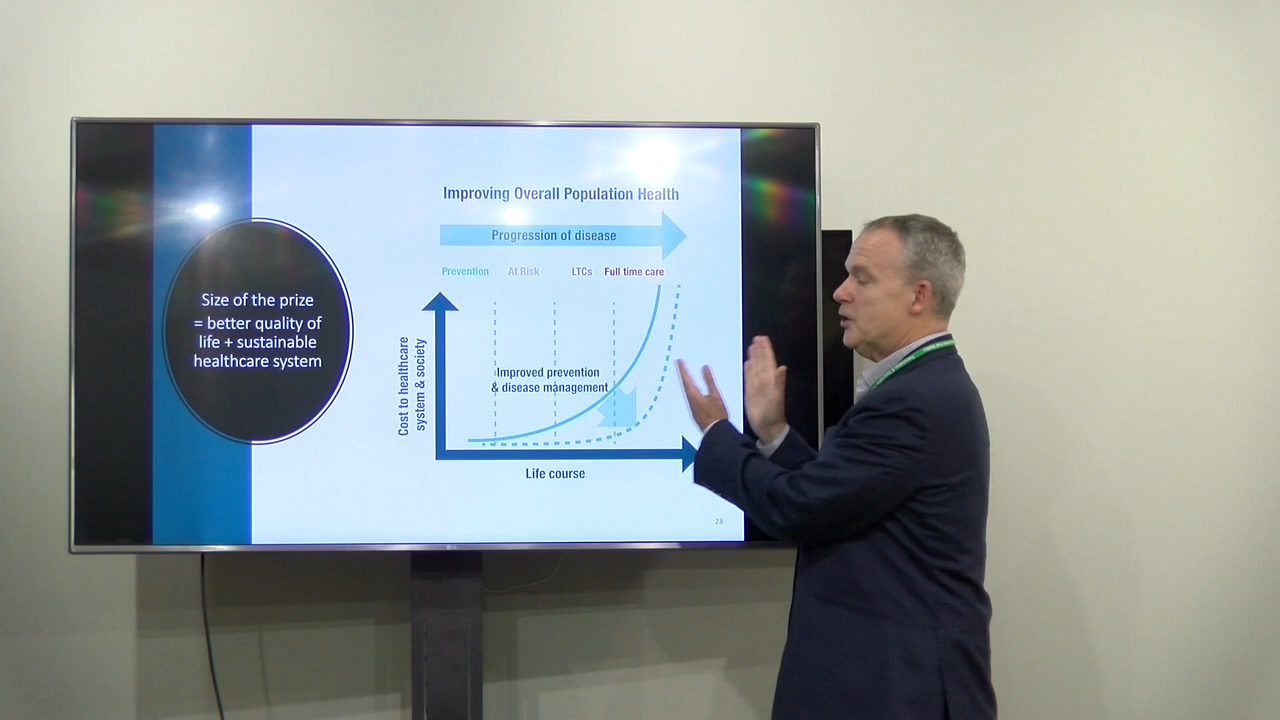 Improving Overall Population Health
Progression of disease
Prevention At Risk LTCs Full time care
Size of the prize
= better quality of
life + sustainable
healthcare system
Cost to healthcare
system & society
Improved prevention
& disease management
Life course
28